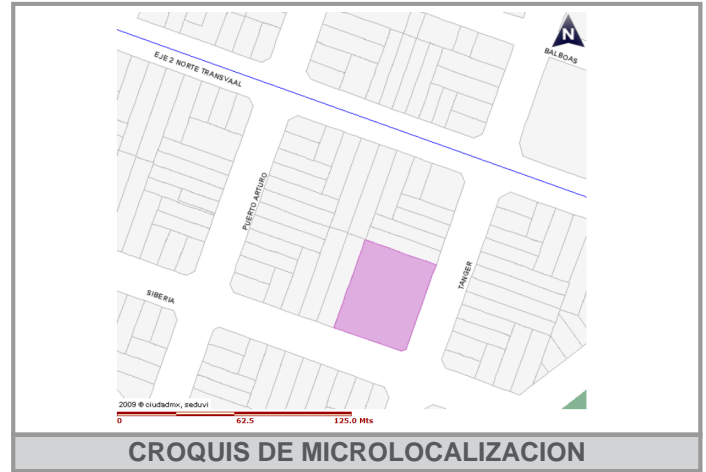 N
BALBOAS
EJE 2 NORTE TRANSVAAL
PUERTO ARTURO
TANGER
SIBERIA
2009 © ciudadmx, seduvi
0 62.5 125.0 Mts
CROQUIS DE MICROLOCALIZACION